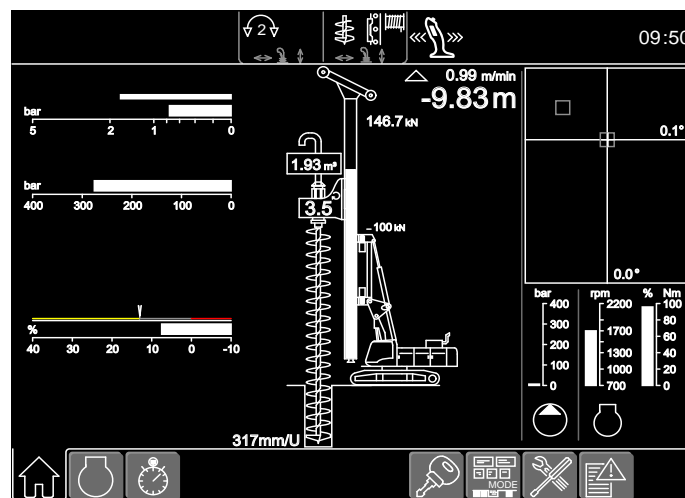 2
09:50
0.99 m/min
-9.83m
bar
5 2 1 0
146.7 kN
0.1°
1.93 m³
bar
400 300 200 100 0
3.5
100 kN
0.0°
bar rpm % Nm
400 2200 100
300 1700 80
200 1300 60
100 1000 40
0 700 20
0
%
40 30 20 10 0 -10
317mm/U
MODE